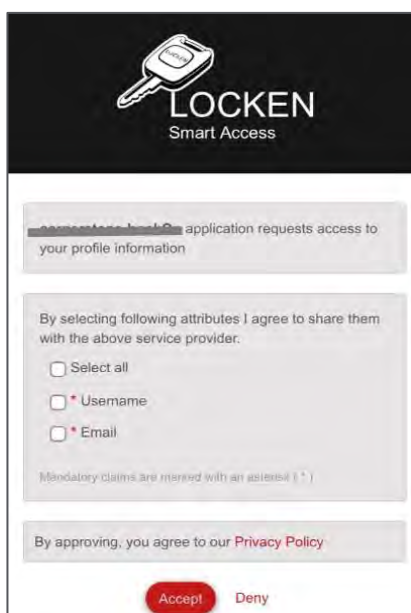 LOCKEN
LOCKEN
Smart Access
application requests access to
your profile information
By selecting following attributes I agree to share them
with the above service provider.
Select all
* Username
* Email
Mandatory claims are marked with an asterisk ( * )
By approving, you agree to our Privacy Policy
Accept Deny